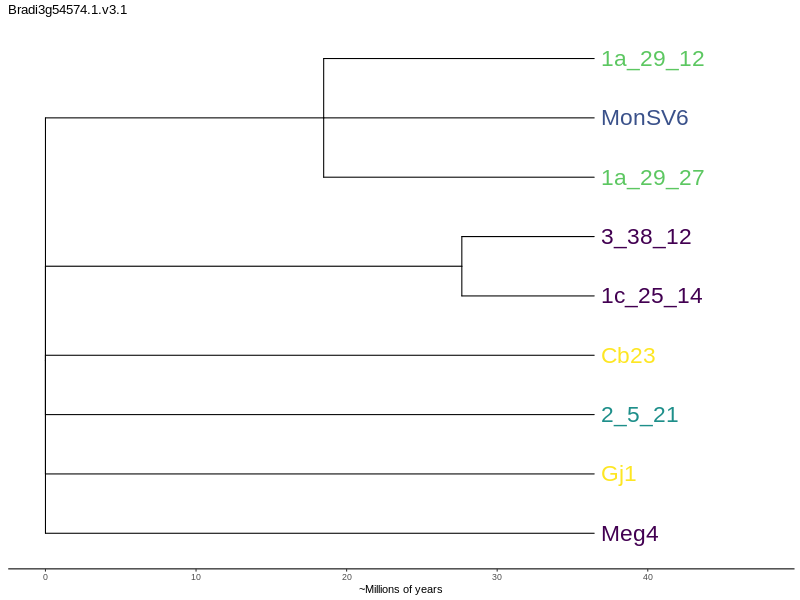 Bradi3g54574.1.v3.1
1a_29_12
MonSV6
1a_29_27
3_38_12
1c_25_14
Cb23
2_5_21
Gj1
Meg4
0 10 20 30 40
~Millions of years